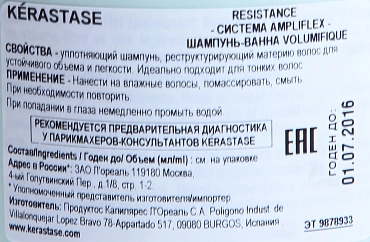 KÉRASTASE
RESISTANCE
- СИСТЕМА AMPLIFLEX -
ШАМПУНЬ-ВАННА VOLUMIFIQUE
СВОЙСТВА - уплотняющий шампунь, реструктурирующий материю волос для
устойчивого объема и легкости. Идеально подходит для тонких волос.
ПРИМЕНЕНИЕ - Нанести на влажные волосы, помассировать, смыть.
При необходимости повторить.
При попадании в глаза немедленно промыть водой
РЕКОМЕНДУЕТСЯ ПРЕДВАРИТЕЛЬНАЯ ДИАГНОСТИКА
У ПАРИКМАХЕРОВ-КОНСУЛЬТАНТОВ KERASTASE
EAC
ГОДЕН ДО:
01.07.2016
Состав/Ingredients / Годен до/ Объем (мл/ml) : см. на упаковке
Адрес в России*: ЗАО Л'Ореаль 119180 Москва,
4-ый Голутвинский Пер., д.1/8, стр. 1-2.
* Уполномоченный представитель изготовителя/импортер
Изготовитель: Продуктос Капилярес Л'Ореаль С.А. Poligono Indust. de
Villalonquejar Lopez Bravo 78-Appartado 517, 09080 BURGOS, Испания
www.kerastase.com
ЭТ 9878933